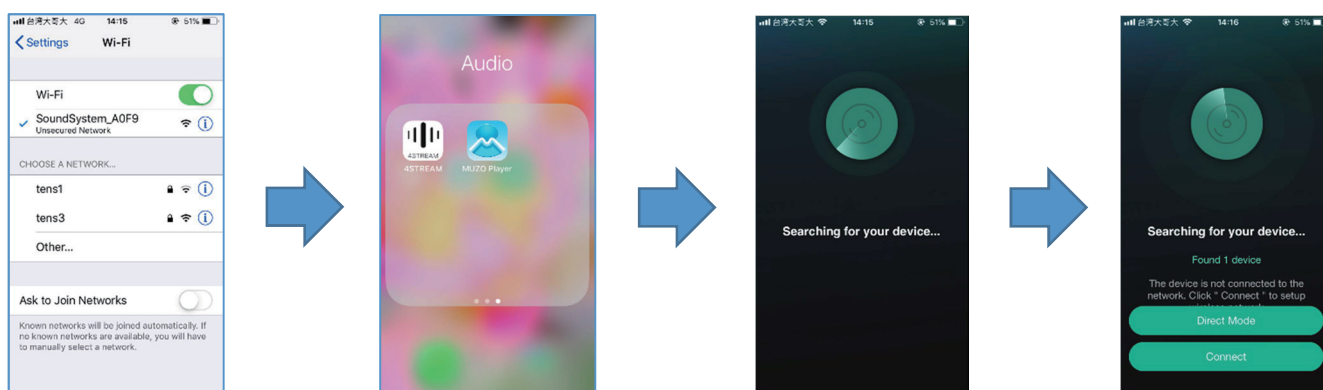 台灣大哥大 4G 14:15 51%
Settings Wi-Fi
Wi-Fi
SoundSystem_A0F9
Unsecured Network
CHOOSE A NETWORK...
tens1
tens3
Other...
Ask to Join Networks
Known networks will be joined automatically. If
no known networks are available, you will have
to manually select a network.
Audio
4STREAM
4STREAM MUZO Player
台灣大哥大 14:15 51%
Searching for your device...
台灣大哥大 14:16 51%
Searching for your device...
Found 1 device
The device is not connected to the
network. Click " Connect " to setup
Direct Mode
Connect